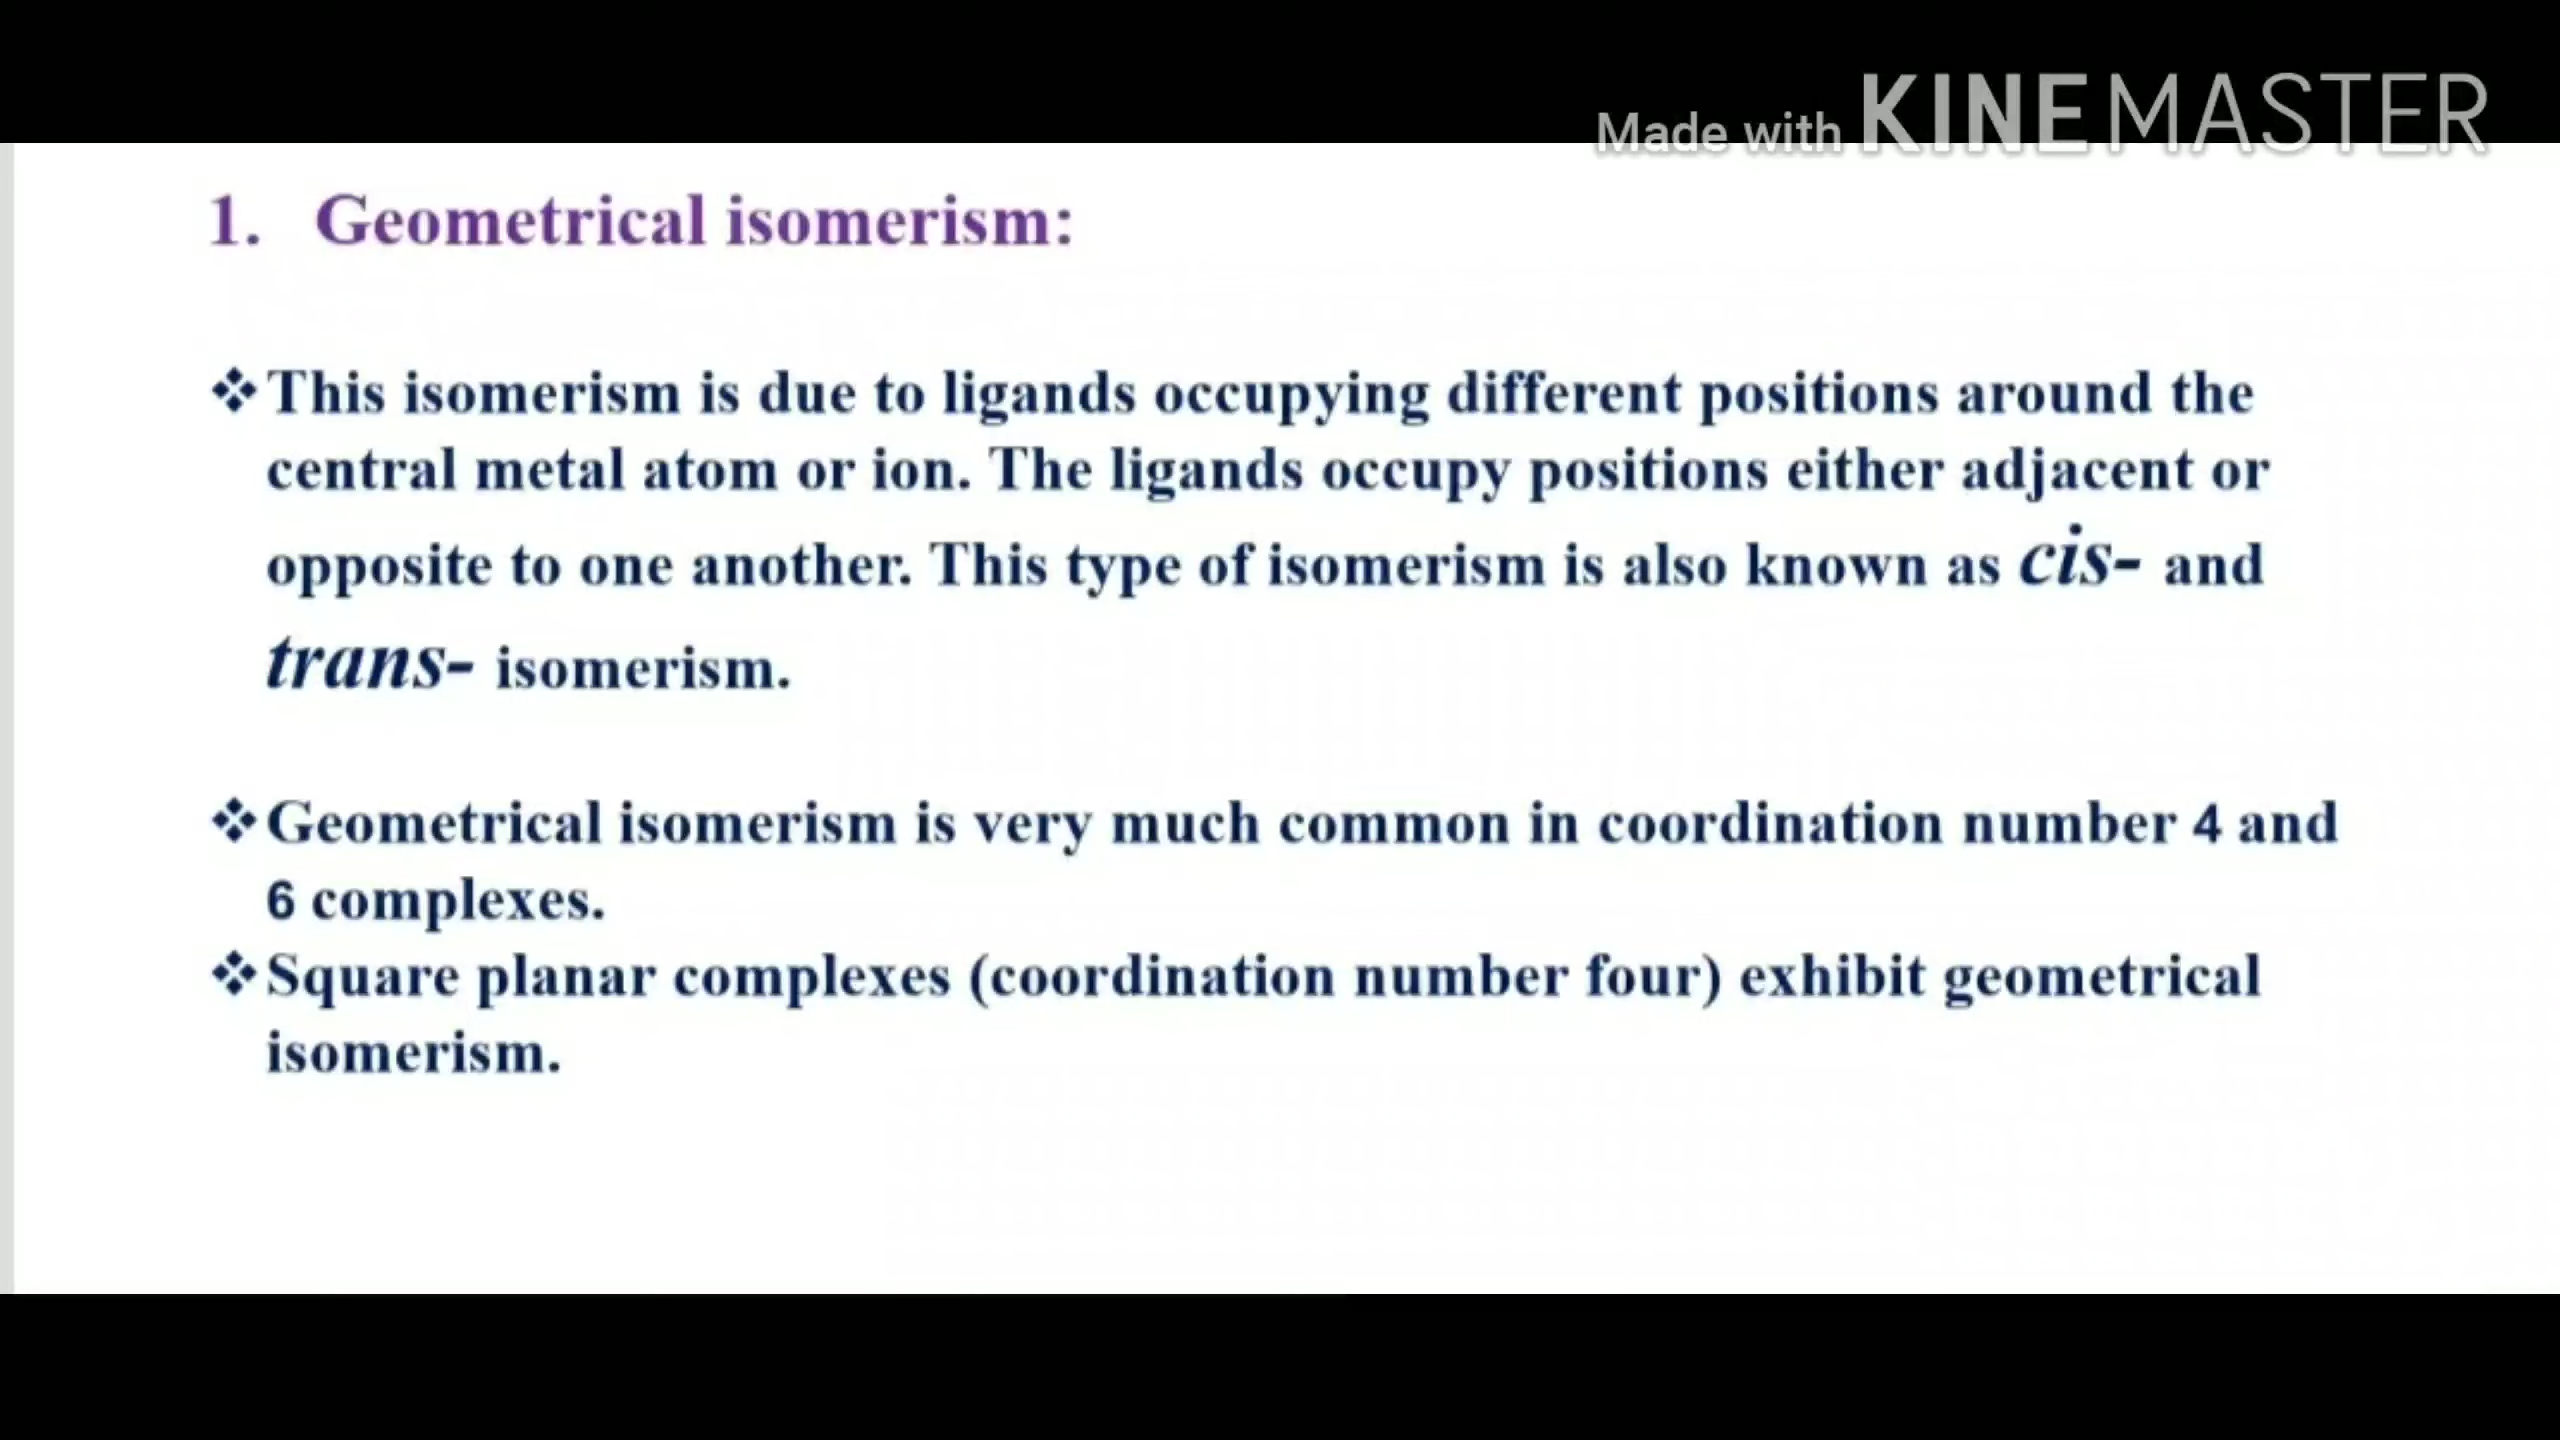 Made with KINEMASTER
1. Geometrical isomerism:
❖This isomerism is due to ligands occupying different positions around the
central metal atom or ion. The ligands occupy positions either adjacent or
opposite to one another. This type of isomerism is also known as cis- and
trans- isomerism.
❖Geometrical isomerism is very much common in coordination number 4 and
6 complexes.
❖Square planar complexes (coordination number four) exhibit geometrical
isomerism.